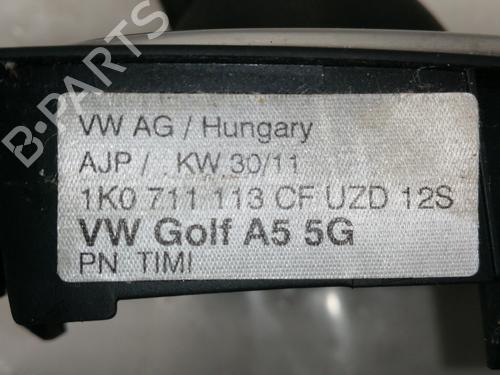 VW AG / Hungary
AJP / . KW 30/11
1K0 711 113 CF UZD 12S
VW Golf A5 5G
PN TIMI
B-PARTS